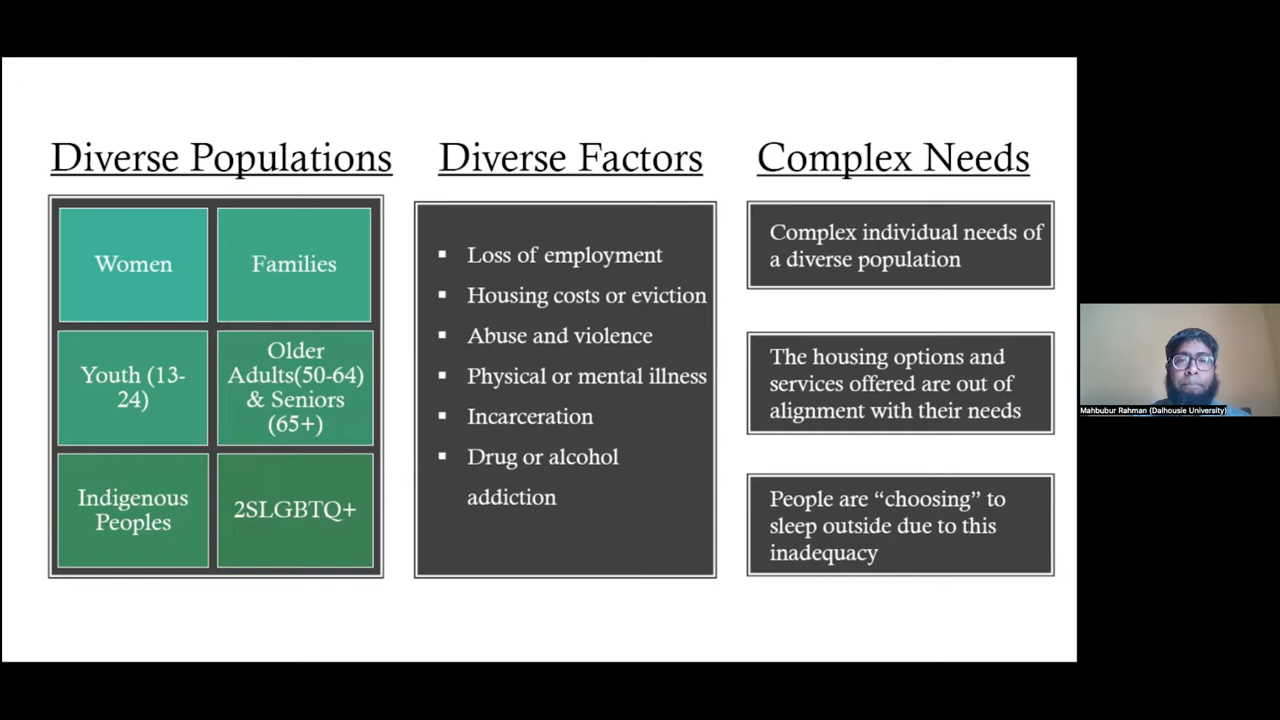 Diverse Populations
Women
Families
Youth (13-
24)
Older
Adults(50-64)
& Seniors
(65+)
Indigenous
Peoples
2SLGBTQ+
Diverse Factors
▪ Loss of employment
▪ Housing costs or eviction
▪ Abuse and violence
▪ Physical or mental illness
▪ Incarceration
▪ Drug or alcohol
addiction
Complex Needs
Complex individual needs of
a diverse population
The housing options and
services offered are out of
alignment with their needs
People are “choosing” to
sleep outside due to this
inadequacy
Mahbubur Rahman (Dalhousie University)